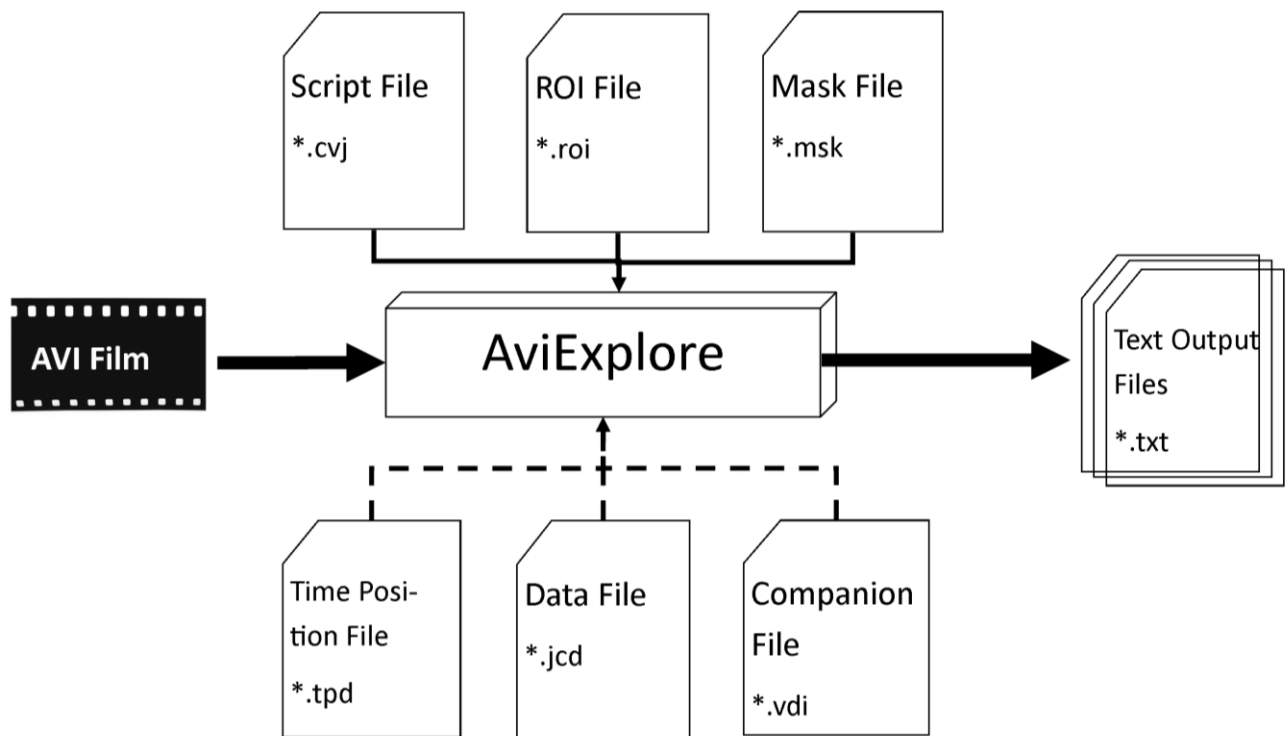 Script File
*.cvj
ROI File
*.roi
Mask File
*.msk
AVI Film
AviExplore
Text Output
Files
*.txt
Time Posi-
tion File
*.tpd
Data File
*.jcd
Companion
File
*.vdi